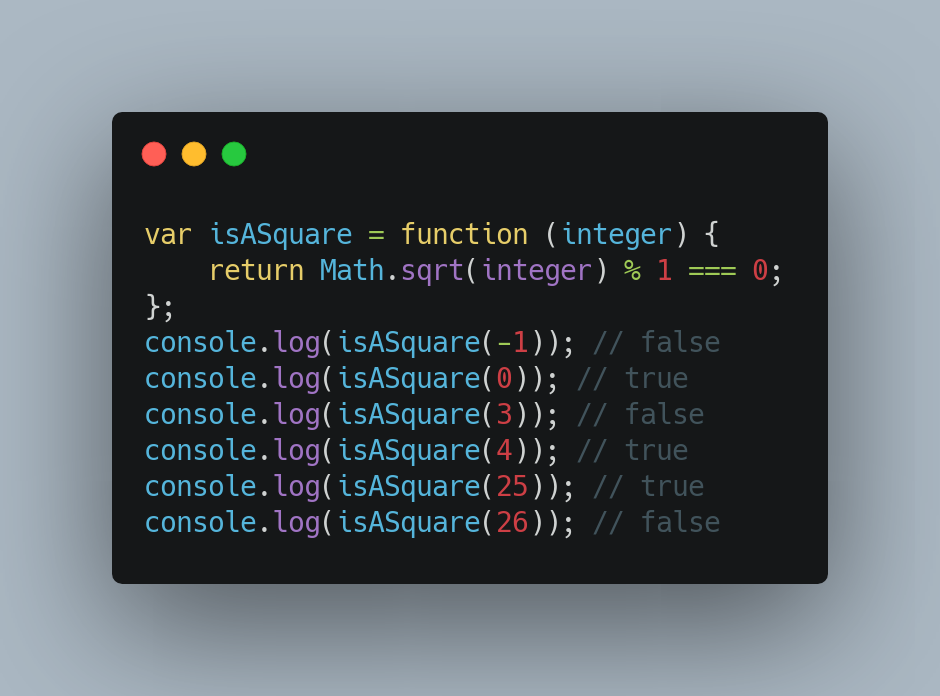 var isASquare = function (integer) {
    return Math.sqrt(integer) % 1 === 0;
};
console.log(isASquare(-1)); // false
console.log(isASquare(0)); // true
console.log(isASquare(3)); // false
console.log(isASquare(4)); // true
console.log(isASquare(25)); // true
console.log(isASquare(26)); // false